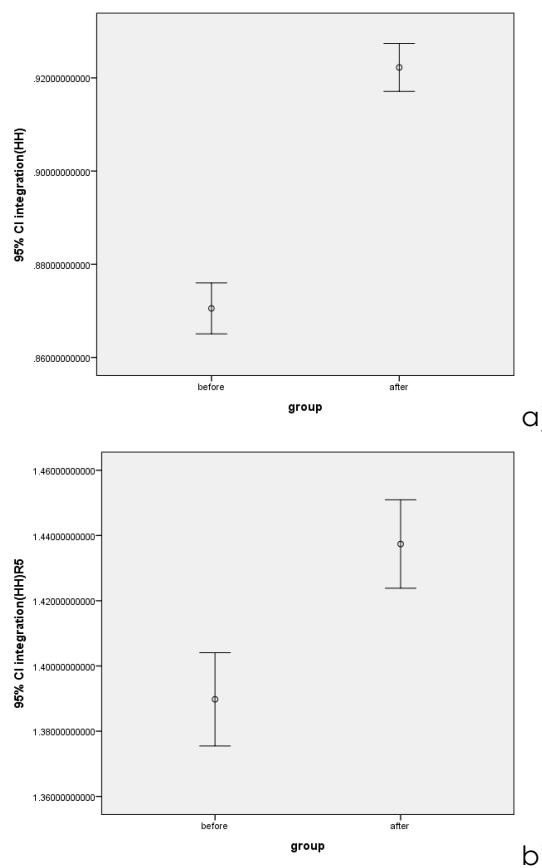 .92000000000
.90000000000
.88000000000
.86000000000
95% CI integration(HH)
before
after
group
a)
1.46000000000
1.44000000000
1.42000000000
1.40000000000
1.38000000000
1.36000000000
95% CI integration(HH)R5
before
after
group
b